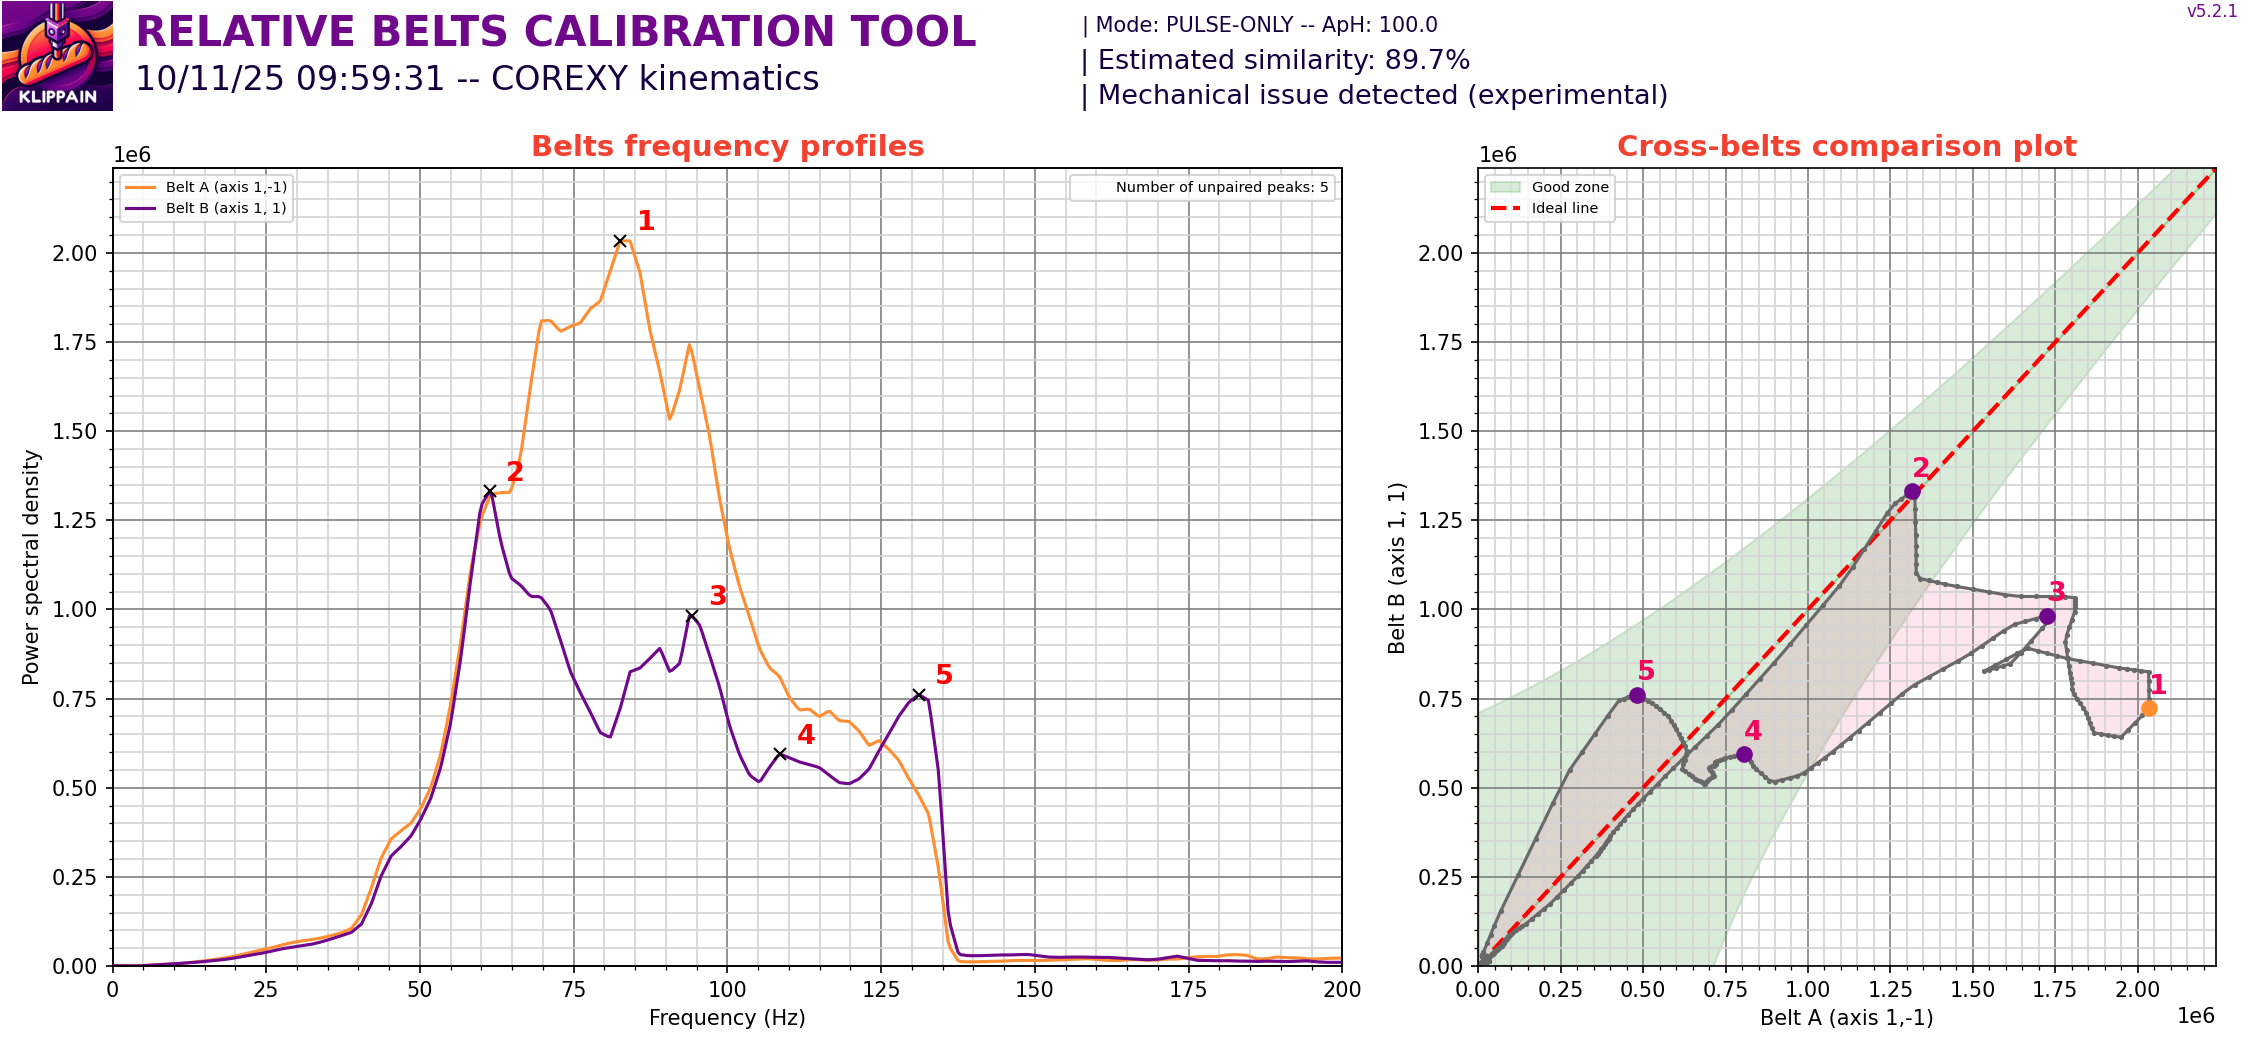 KLIPPAIN
RELATIVE BELTS CALIBRATION TOOL
10/11/25 09:59:31 -- COREXY kinematics
| Mode: PULSE-ONLY -- ApH: 100.0
| Estimated similarity: 89.7%
| Mechanical issue detected (experimental)
v5.2.1
Belts frequency profiles
1e6
Belt A (axis 1,-1)
Belt B (axis 1, 1)
Number of unpaired peaks: 5
1
2
3
4
5
2.00
1.75
1.50
1.25
1.00
0.75
0.50
0.25
0.00
Power spectral density
0 25 50 75 100 125 150 175 200
Frequency (Hz)
Cross-belts comparison plot
1e6
Good zone
Ideal line
2
3
5
1
4
2.00
1.75
1.50
1.25
1.00
0.75
0.50
0.25
0.00
Belt B (axis 1, 1)
0.00 0.25 0.50 0.75 1.00 1.25 1.50 1.75 2.00
Belt A (axis 1,-1)
1e6